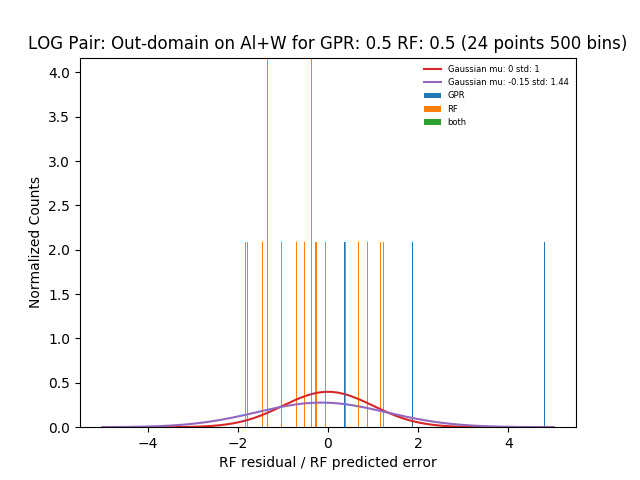 LOG Pair: Out-domain on Al+W for GPR: 0.5 RF: 0.5 (24 points 500 bins)
Gaussian mu: 0 std: 1
Gaussian mu: -0.15 std: 1.44
GPR
RF
both
Normalized Counts
4.0
3.5
3.0
2.5
2.0
1.5
1.0
0.5
0.0
−4
−2
0
2
4
RF residual / RF predicted error